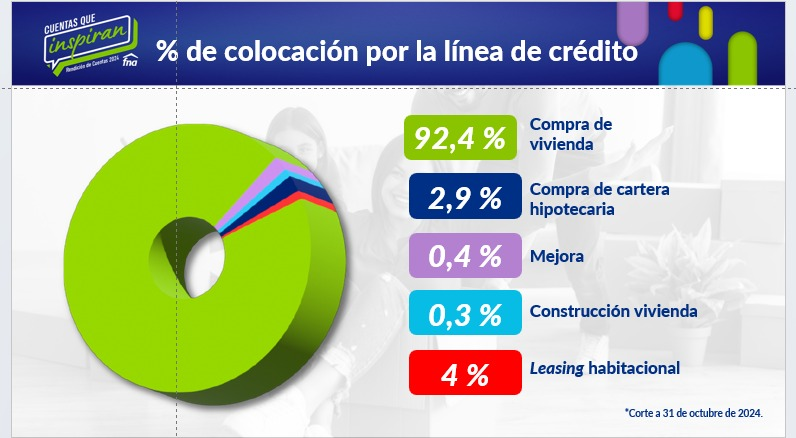 CUENTAS QUE
inspiran
Rendición de Cuentas 2024
fna
% de colocación por la línea de crédito
92,4 %
Compra de
vivienda
2,9 %
Compra de cartera
hipotecaria
0,4 %
Mejora
0,3 %
Construcción vivienda
4 %
Leasing habitacional
*Corte a 31 de octubre de 2024.